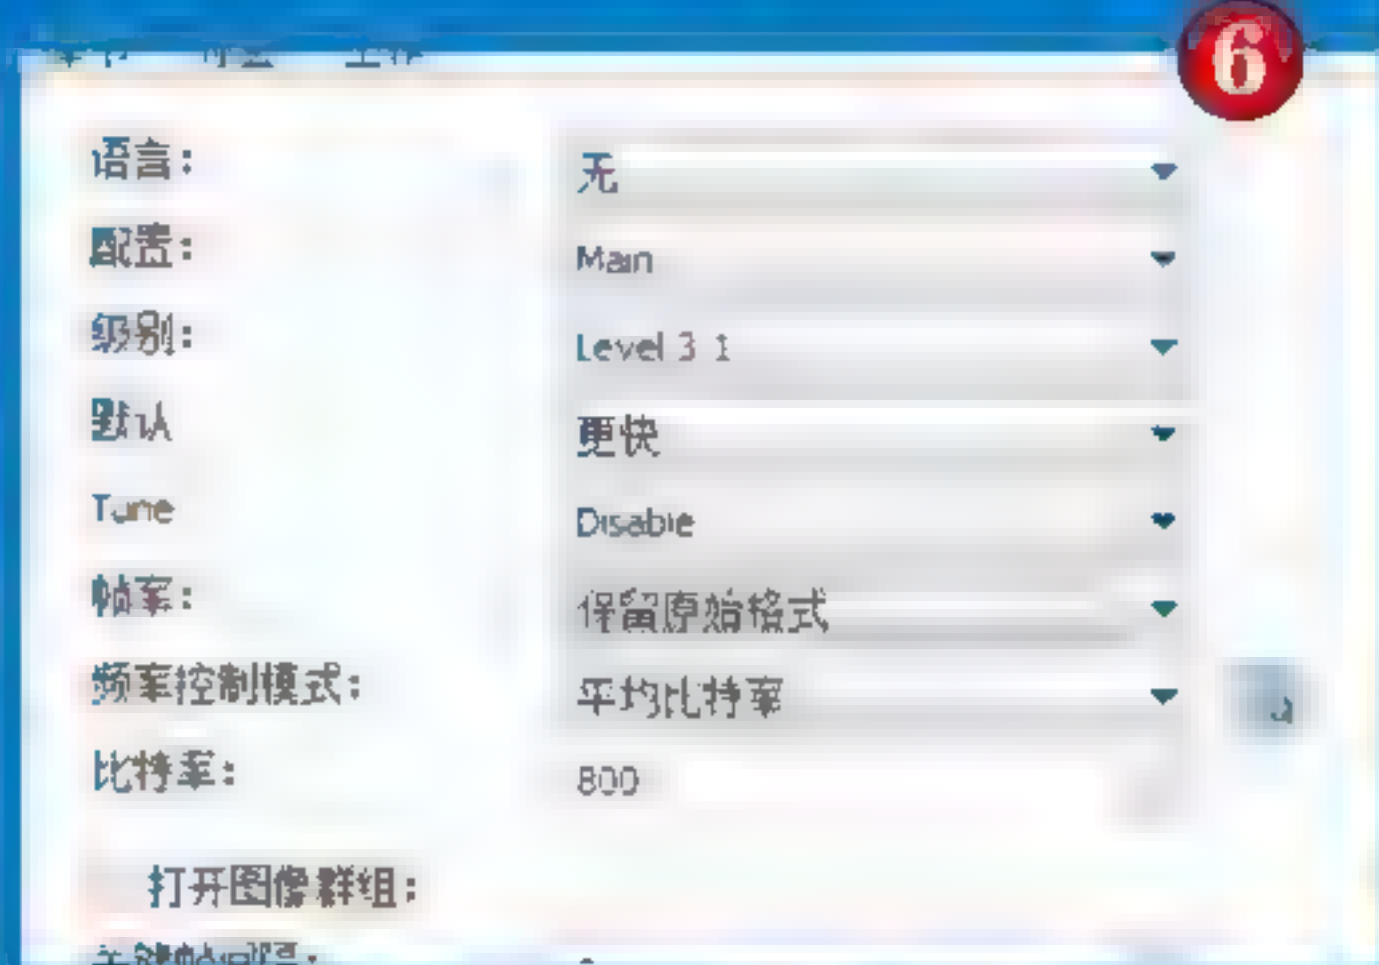 6
语言: 无
配置: Main
级别: Level 3 1
默认 更快
Tune Disable
帧率: 保留原始格式
频率控制模式: 平均比特率
比特率: 800
打开图像群组: